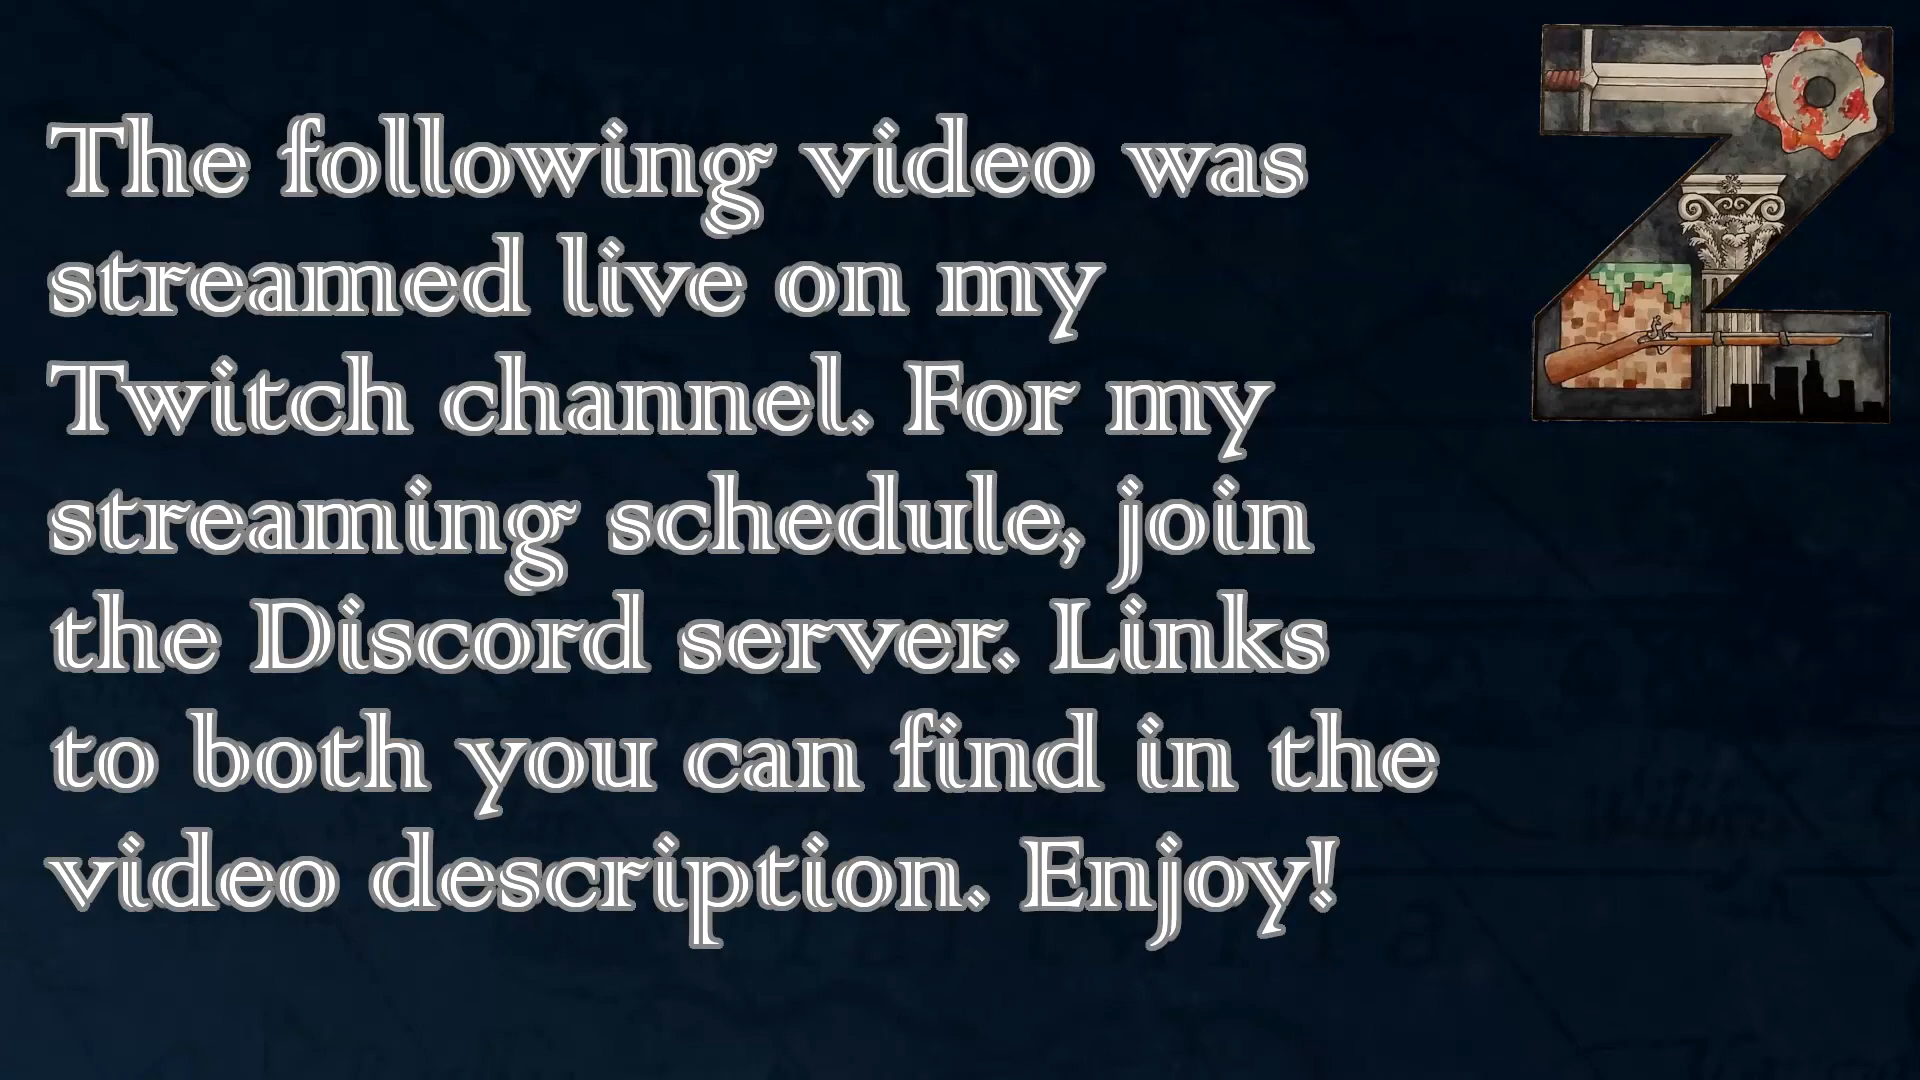 The following video was
streamed live on my
Twitch channel. For my
streaming schedule, join
the Discord server. Links
to both you can find in the
video description. Enjoy!